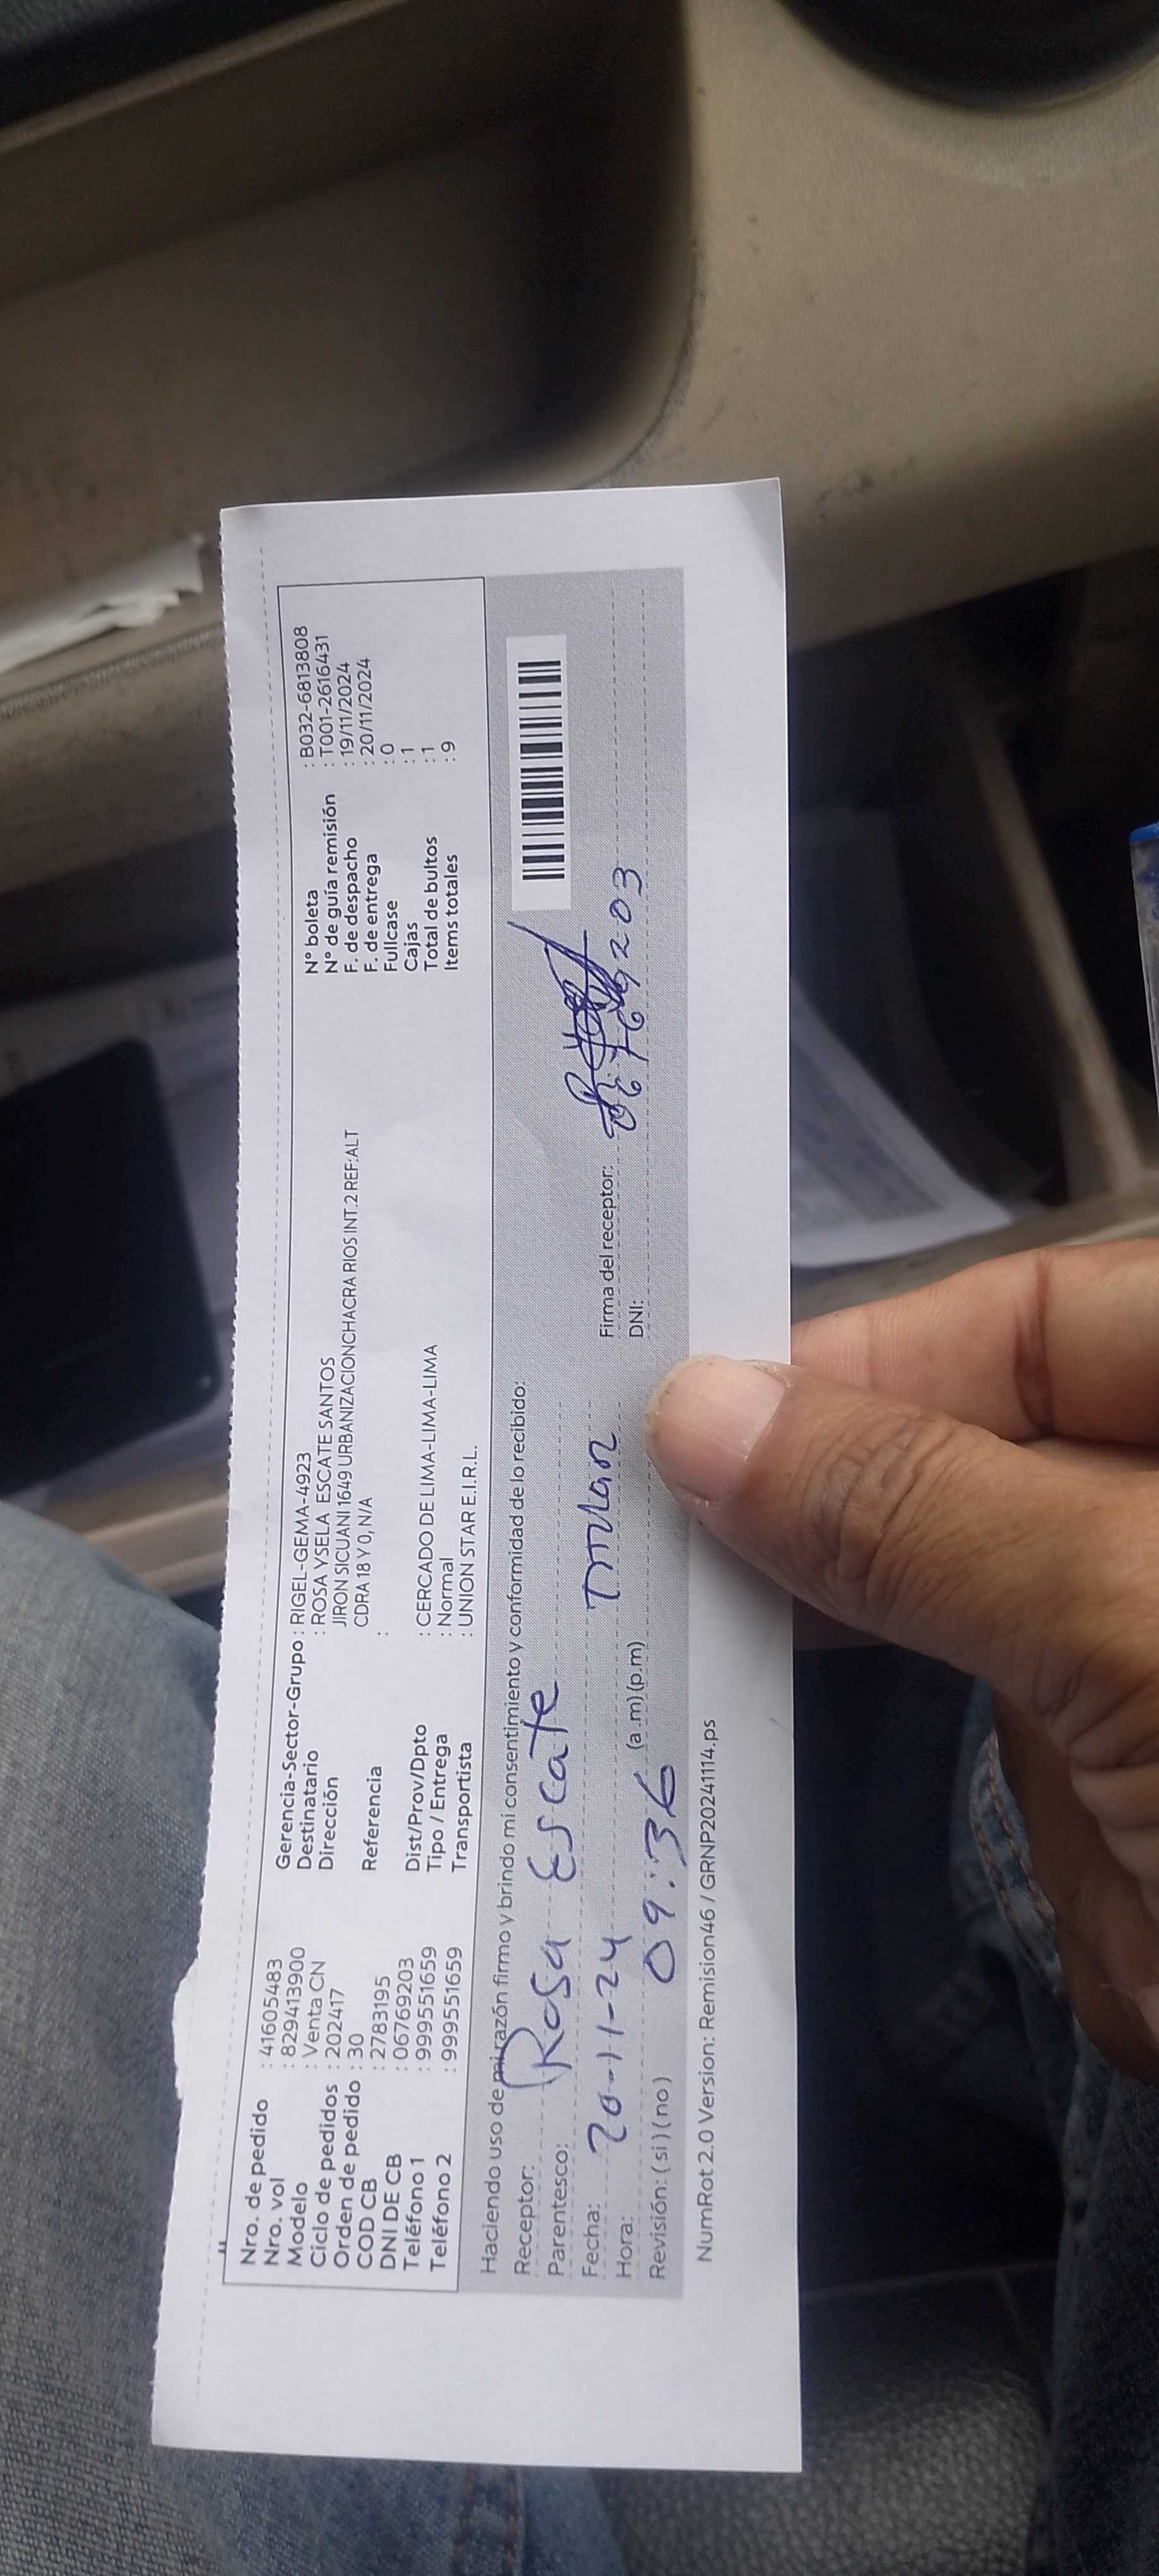 Nro. de pedido : 41605483
Nro. vol : 829413900
Modelo : Venta CN
Ciclo de pedidos : 202417
Orden de pedido : 30
COD CB : 2783195
DNI DE CB : 06769203
Teléfono 1 : 999551659
Teléfono 2 : 999551659
Gerencia-Sector-Grupo : RIGEL-GEMA-4923
Destinatario : ROSA YSELA ESCATE SANTOS
Dirección JIRON SICUANI 1649 URBANIZACIONCHACRA RIOS INT.2 REF:ALT
CDRA 18 Y 0, N/A
Referencia :
Dist/Prov/Dpto : CERCADO DE LIMA-LIMA-LIMA
Tipo / Entrega : Normal
Transportista : UNION STAR E.I.R.L.
N° boleta : B032-6813808
N° de guía remisión : T001-2616431
F. de despacho : 19/11/2024
F. de entrega : 20/11/2024
Fullcase : 0
Cajas : 1
Total de bultos : 1
Items totales : 9
Haciendo uso de mi razón firmo y brindo mi consentimiento y conformidad de lo recibido:
Receptor: Rosa Escate
Parentesco:
Fecha: 20-11-24
Hora: 09:36 (a.m) (p.m)
Revisión: ( si ) ( no )
Firma del receptor:
DNI: 06769203
NumRot 2.0 Version: Remision46 / GRNP20241114.ps